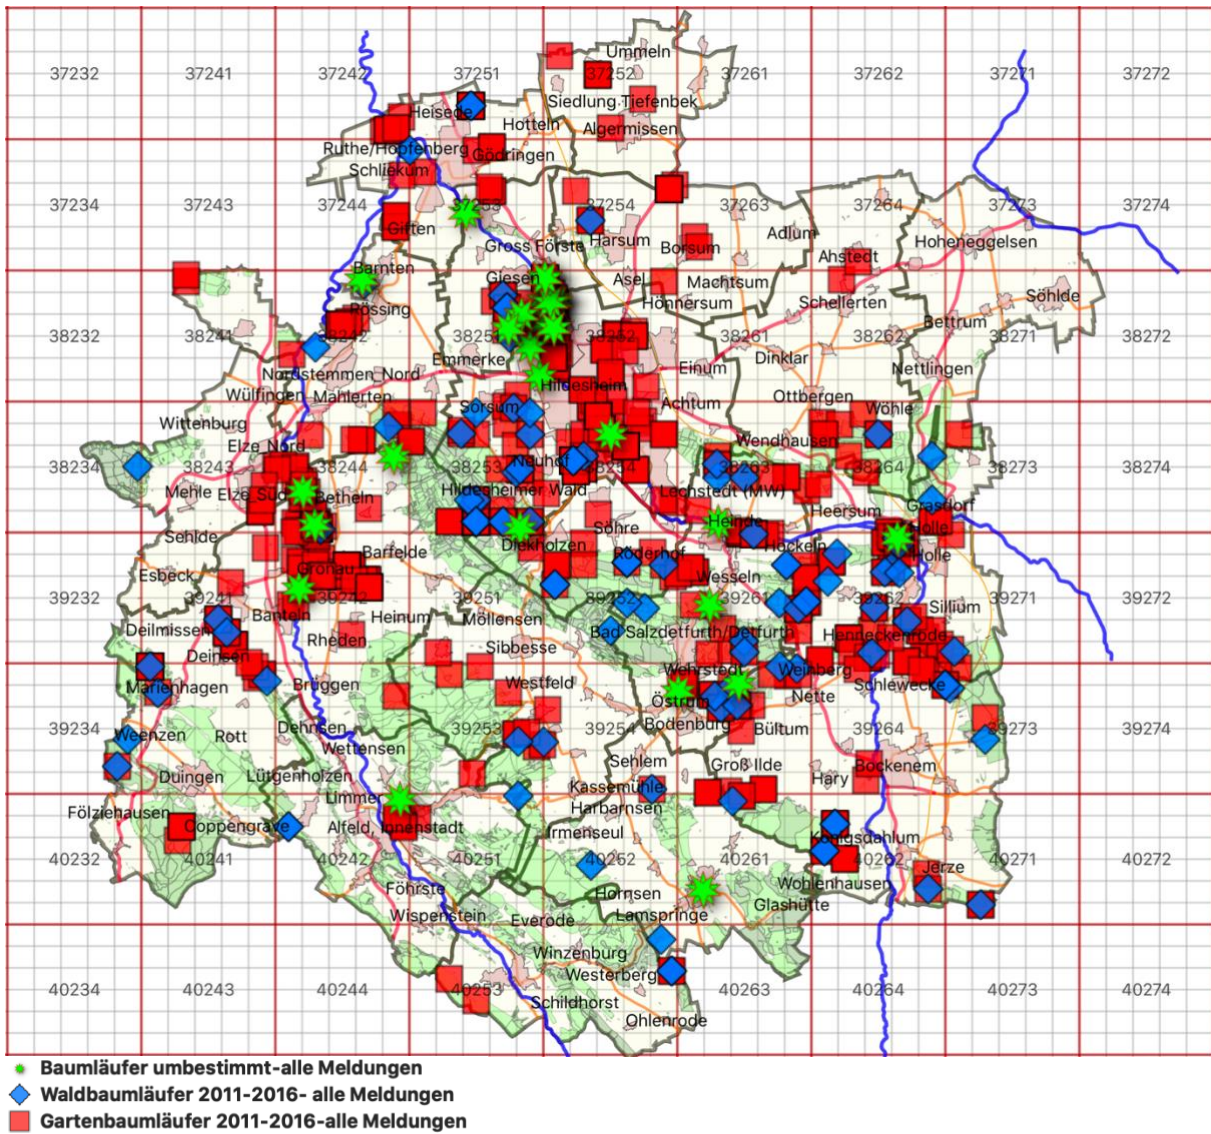 Ummeln
37232 37241 37242 37251 37252 37261 37262 37271 37272
Siedlung Tiefenbek
Heisede
Hotteln
Algermissen
Ruthe/Hopfenberg
Gödringen
Schliekum
37234 37243 37244 37253 37254 37263 37264 37273 37274
Giften
Adlum
Harsum
Gross Förste
Borsum
Hoheneggelsen
Ahstedt
Barnten
Giesen
Asel
Machtsum
Söhlde
Hönnersum
Schellerten
Rössing
Bettrum
38232 38241 38242 38251 38252 38261 38262 38271 38272
Emmerke
Dinklar
Einum
Nettlingen
Nordstemmen Nord
Hildesheim
Wülfingen
Mahlerten
Ottbergen
Achtum
Sorsum
Wöhle
Wittenburg
Wendhausen
Elze Nord
Neuhof
38234 38243 38244 38253 38254 38263 38264 38273 38274
Mehle
Elze Süd
Betheln
Hildesheimer Wald
Lechstedt (MW)
Grasdorf
Heersum
Heinde
Söhre
Holle
Sehlde
Diekholzen
Hockeln
Barfelde
Röderhof
Holle
Gronau
Esbeck
Wesseln
39232 39241 39242 39251 39252 39261 39262 39271 39272
Sillium
Banteln
Heinum
Möllensen
Deilmissen
Bad Salzdetfurth/Detfurth
Henneckenrode
Rheden
Sibbesse
Deinsen
Wehrstedt
Weinberg
Brüggen
Westfeld
Schlewecke
Marienhagen
Nette
Östrum
Bodenburg
Bültum
Dehnsen
39234 39253 39254 39264 39273 39274
Weenzen
Rott
Wettensen
Sehlem
Groß Ilde
Bockenem
Duingen
Lütgenholzen
Hary
Kassemühle
Limmer
Harbarnsen
Fölziehausen
Coppengrave
Alfeld, Innenstadt
Irmenseul
Königsdahlum
40232 40241 40242 40251 40252 40261 40262 40271 40272
Jerze
Wohlenhausen
Föhrste
Hornsen
Glashütte
Wispenstein
Everode
Lamspringe
Winzenburg
Westerberg
40234 40243 40244 40253 40263 40264 40273 40274
Schildhorst
Ohlenrode
Baumläufer umbestimmt-alle Meldungen
Waldbaumläufer 2011-2016- alle Meldungen
Gartenbaumläufer 2011-2016-alle Meldungen